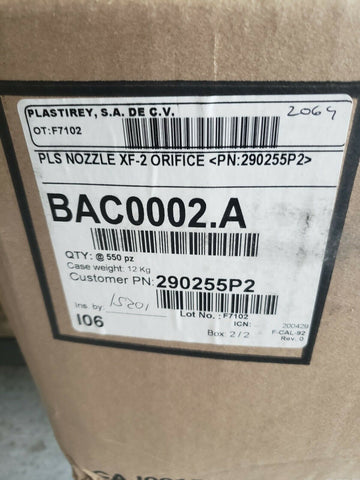 PLASTIREY, S.A. DE C.V.
2064
OT: F7102
PLS NOZZLE XF-2 ORIFICE <PN:290255P2>
BAC0002.A
QTY: @ 550 pz
Case weight: 12 Kg
Customer PN: 290255P2
Ins. by: 15201
Lot No.: F7102
I06
ICN:
200429
Box: 2 / 2
F-CAL-92
Rev. 0